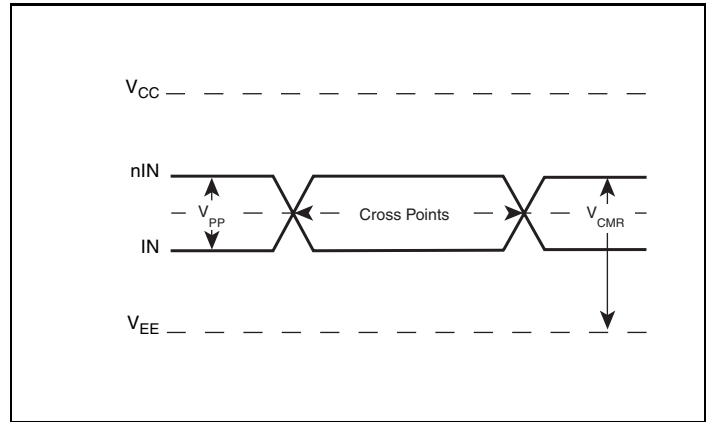 VCC
nIN
VPP
Cross Points
VCMR
IN
VEE